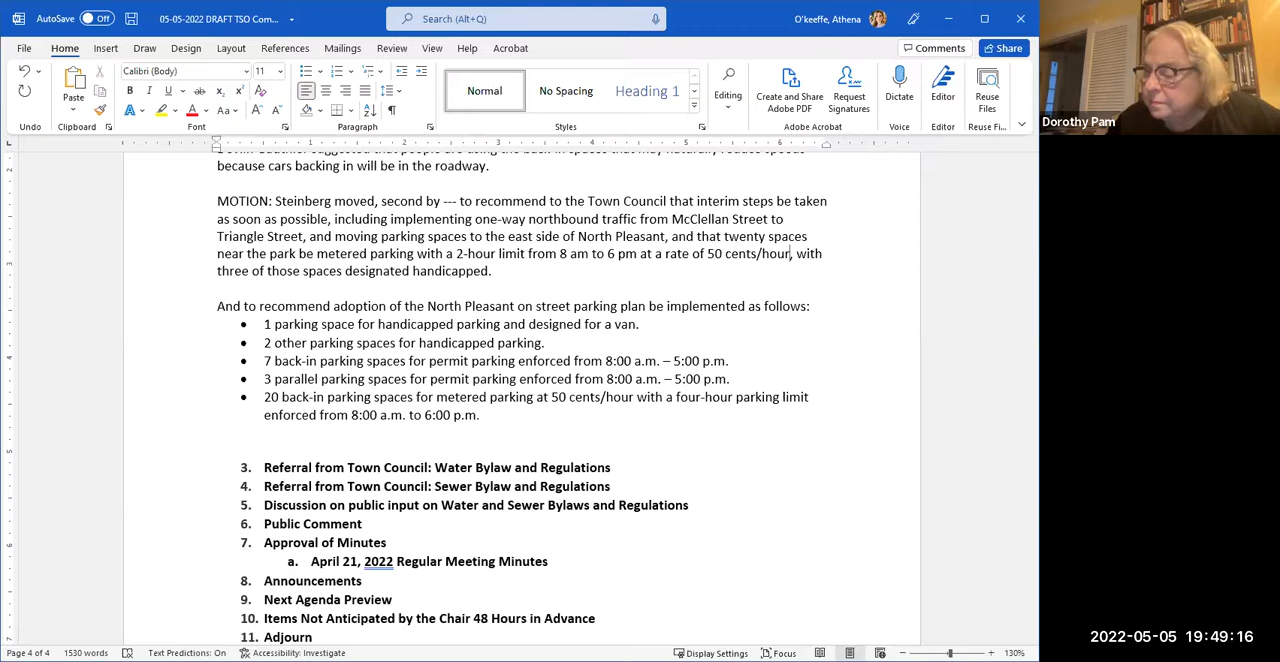 AutoSave Off 05-05-2022 DRAFT TSO Com... Search (Alt+Q) O'keeffe, Athena
File Home Insert Draw Design Layout References Mailings Review View Help Acrobat Comments Share
Calibri (Body) 11
Paste
Normal No Spacing Heading 1
Editing Create and Share Adobe PDF Request Signatures Dictate Editor Reuse Files
Undo Clipboard Font Paragraph Styles Adobe Acrobat Voice Editor Reuse Fi...
Dorothy Pam
because cars backing in will be in the roadway.
MOTION: Steinberg moved, second by --- to recommend to the Town Council that interim steps be taken
as soon as possible, including implementing one-way northbound traffic from McClellan Street to
Triangle Street, and moving parking spaces to the east side of North Pleasant, and that twenty spaces
near the park be metered parking with a 2-hour limit from 8 am to 6 pm at a rate of 50 cents/hour, with
three of those spaces designated handicapped.
And to recommend adoption of the North Pleasant on street parking plan be implemented as follows:
• 1 parking space for handicapped parking and designed for a van.
• 2 other parking spaces for handicapped parking.
• 7 back-in parking spaces for permit parking enforced from 8:00 a.m. – 5:00 p.m.
• 3 parallel parking spaces for permit parking enforced from 8:00 a.m. – 5:00 p.m.
• 20 back-in parking spaces for metered parking at 50 cents/hour with a four-hour parking limit
enforced from 8:00 a.m. to 6:00 p.m.
3. Referral from Town Council: Water Bylaw and Regulations
4. Referral from Town Council: Sewer Bylaw and Regulations
5. Discussion on public input on Water and Sewer Bylaws and Regulations
6. Public Comment
7. Approval of Minutes
a. April 21, 2022 Regular Meeting Minutes
8. Announcements
9. Next Agenda Preview
10. Items Not Anticipated by the Chair 48 Hours in Advance
11. Adjourn
2022-05-05 19:49:16
Page 4 of 4 1530 words Text Predictions: On Accessibility: Investigate Display Settings Focus 130%